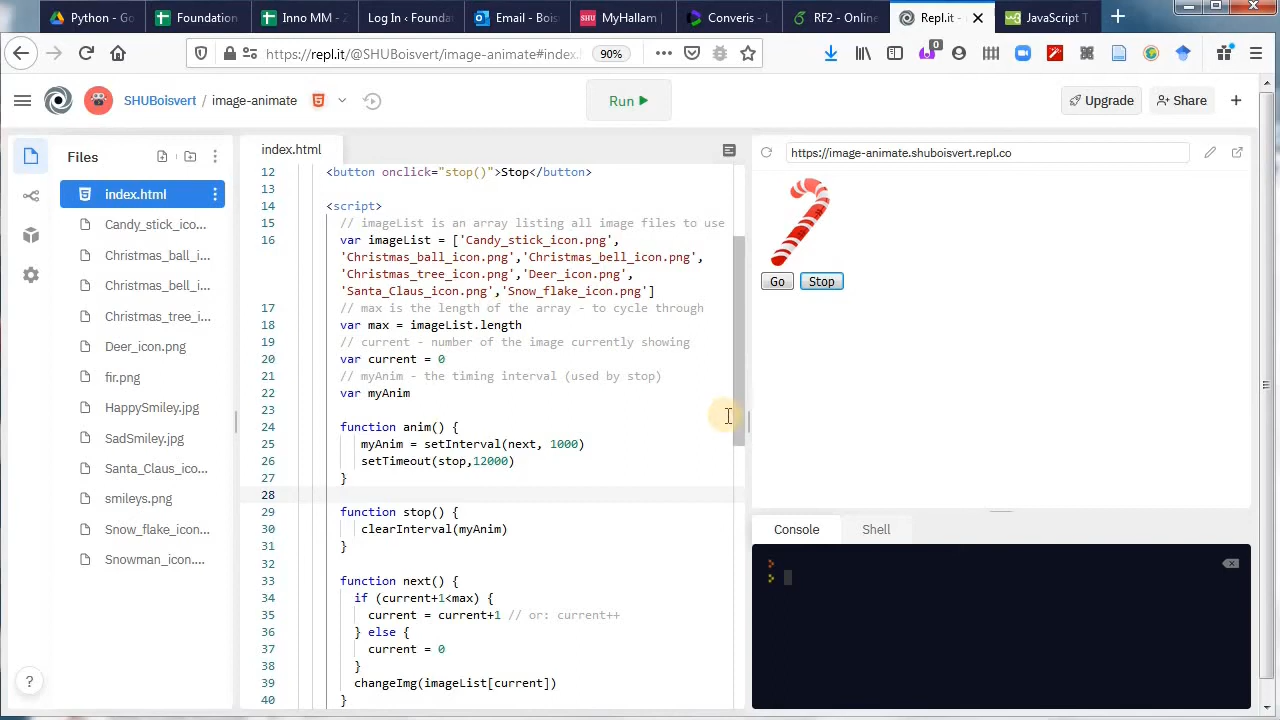 Python - Go
Foundation
Intro MM - Z
Log In ‹ Founda
Email - Bois
SHU MyHallam
Converis - L
RF2 - Online
Repl.it -
JavaScript T
https://repl.it/@SHUBoisvert/image-animate#index.
90%
0
SHUBoisvert / image-animate
Run
Upgrade
Share
Files
index.html
Candy_stick_ico...
Christmas_ball_i...
Christmas_bell_i...
Christmas_tree_i...
Deer_icon.png
fir.png
HappySmiley.jpg
SadSmiley.jpg
Santa_Claus_ico...
smileys.png
Snow_flake_icon...
Snowman_icon....
?
index.html
12 <button onclick="stop()">Stop</button>
13
14 <script>
15 // imageList is an array listing all image files to use
16 var imageList = ['Candy_stick_icon.png',
'Christmas_ball_icon.png','Christmas_bell_icon.png',
'Christmas_tree_icon.png','Deer_icon.png',
'Santa_Claus_icon.png','Snow_flake_icon.png']
17 // max is the length of the array - to cycle through
18 var max = imageList.length
19 // current - number of the image currently showing
20 var current = 0
21 // myAnim - the timing interval (used by stop)
22 var myAnim
23
24 function anim() {
25 myAnim = setInterval(next, 1000)
26 setTimeout(stop,12000)
27 }
28
29 function stop() {
30 clearInterval(myAnim)
31 }
32
33 function next() {
34 if (current+1<max) {
35 current = current+1 // or: current++
36 } else {
37 current = 0
38 }
39 changeImg(imageList[current])
40 }
https://image-animate.shuboisvert.repl.co
Go
Stop
Console
Shell